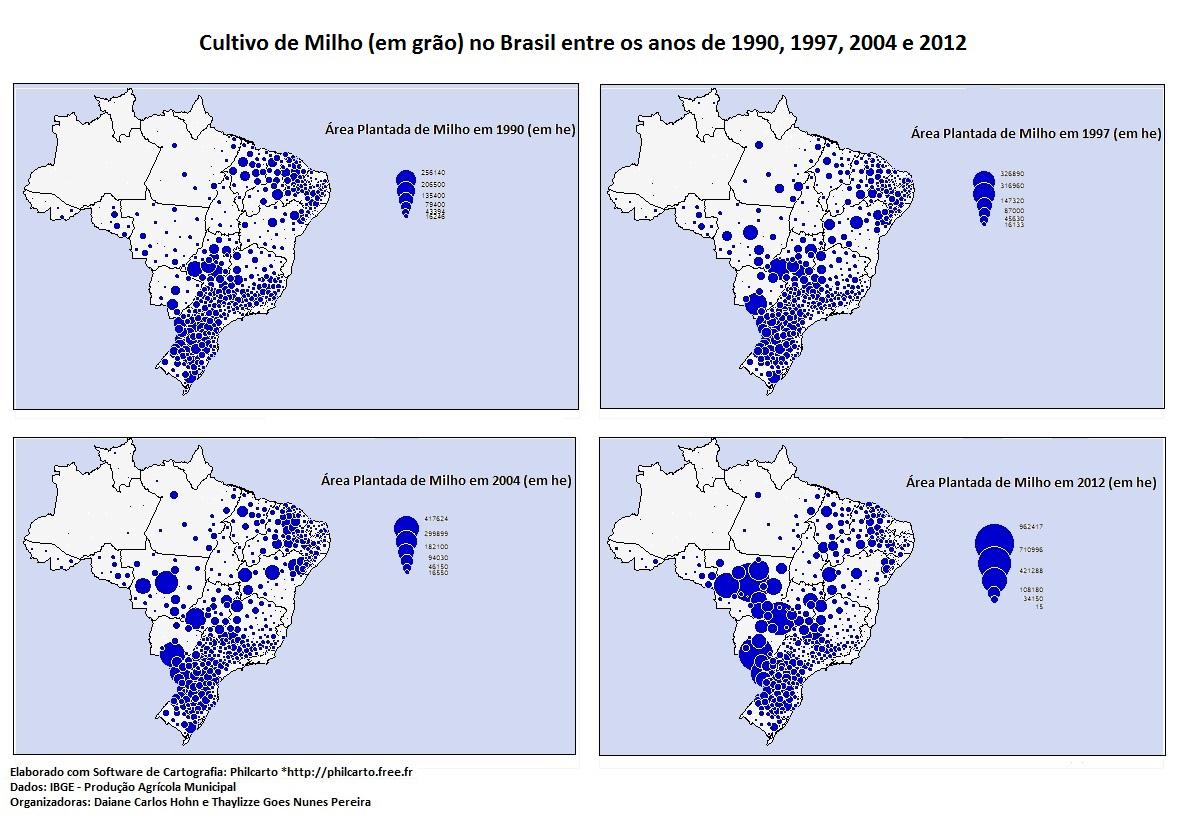 Cultivo de Milho (em grão) no Brasil entre os anos de 1990, 1997, 2004 e 2012
Área Plantada de Milho em 1990 (em he)
256140
206500
135400
79400
16246
Área Plantada de Milho em 1997 (em he)
326890
316960
147320
87000
45630
16133
Área Plantada de Milho em 2004 (em he)
417624
299899
182100
94030
46150
16550
Área Plantada de Milho em 2012 (em he)
962417
710996
421288
108180
34150
15
Elaborado com Software de Cartografia: Philcarto *http://philcarto.free.fr
Dados: IBGE - Produção Agrícola Municipal
Organizadoras: Daiane Carlos Hohn e Thaylizze Goes Nunes Pereira